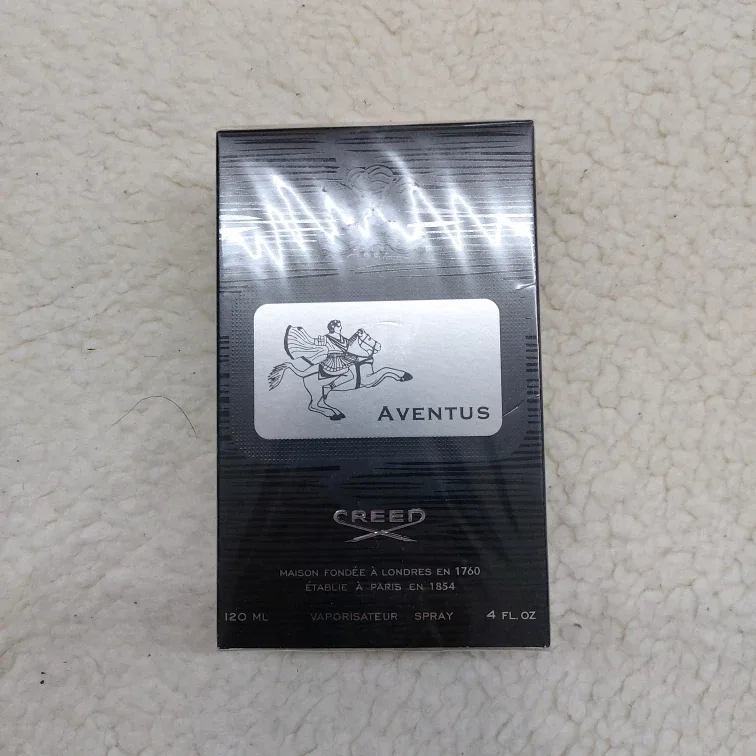 AVENTUS
CREED
MAISON FONDÉE À LONDRES EN 1760
ÉTABLIE À PARIS EN 1854
120 ML VAPORISATEUR SPRAY 4 FL.OZ